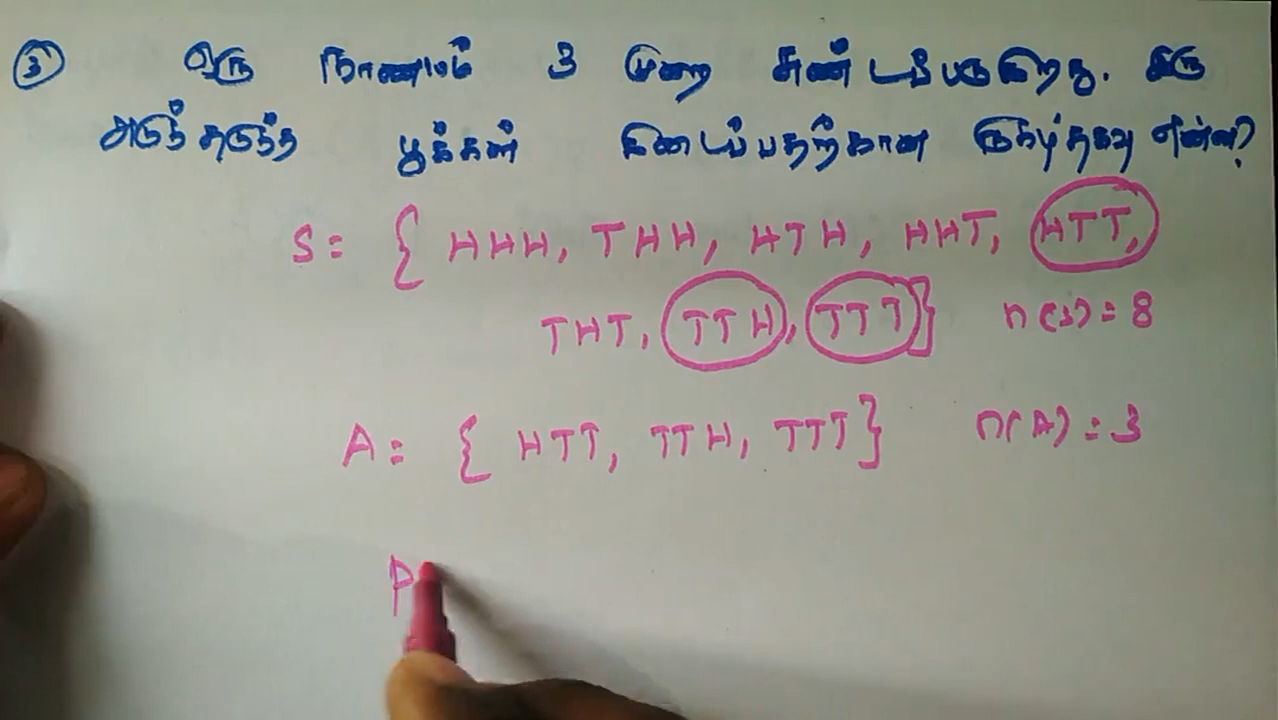 ③ ஒரு நாணயம் 3 முறை சுண்டப்படுகிறது. இரு
அடுத்தடுத்த பூக்கள் கிடைப்பதற்கான நிகழ்தகவு என்ன?
S = { HHH, THH, HTH, HHT, HTT,
THT, TTH, TTT } n(s) = 8
A = { HTT, TTH, TTT } n(A) = 3
P